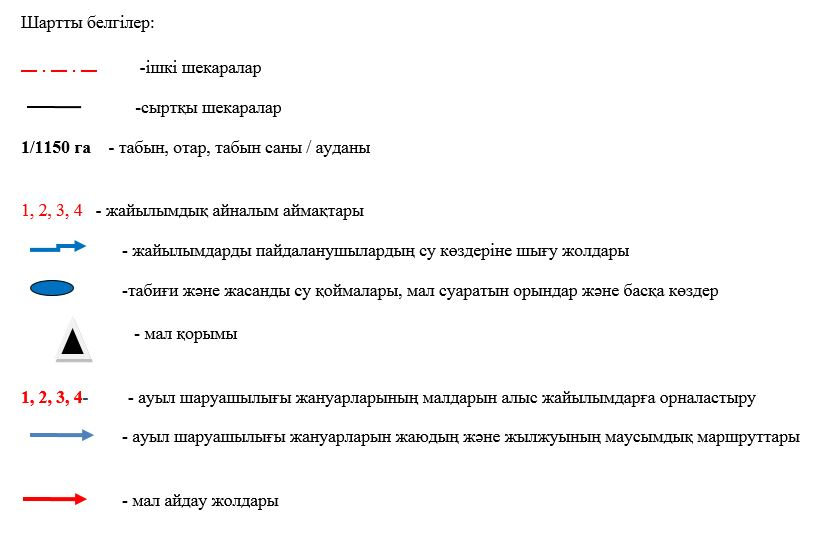 Шартты белгілер:
-ішкі шекаралар
-сыртқы шекаралар
1/1150 га - табын, отар, табын саны / ауданы
1, 2, 3, 4 - жайылымдық айналым аймақтары
- жайылымдарды пайдаланушылардың су көздеріне шығу жолдары
-табиғи және жасанды су қоймалары, мал суаратын орындар және басқа көздер
- мал қорымы
1, 2, 3, 4- - ауыл шаруашылығы жануарларының малдарын алыс жайылымдарға орналастыру
- ауыл шаруашылығы жануарларын жаюдың және жылжуының маусымдық маршруттары
- мал айдау жолдары